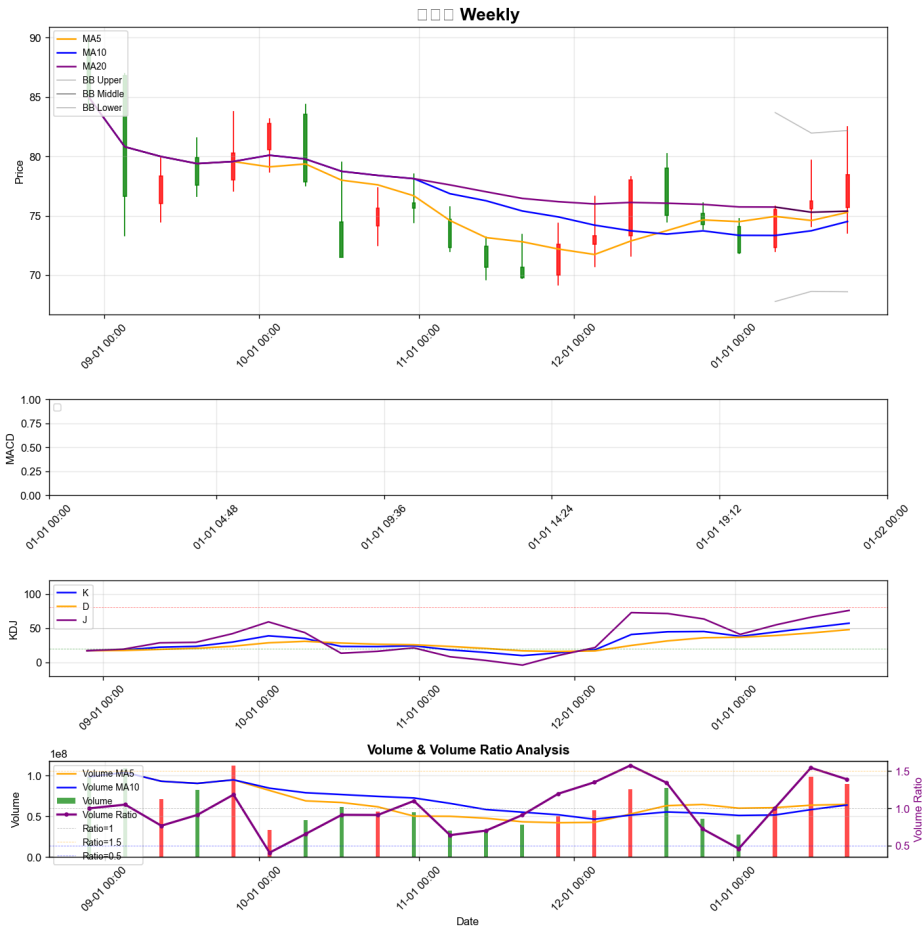 □□□ Weekly
MA5
MA10
MA20
BB Upper
BB Middle
BB Lower
Price
90
85
80
75
70
09-01 00:00
10-01 00:00
11-01 00:00
12-01 00:00
01-01 00:00
MACD
1.00
0.75
0.50
0.25
0.00
01-01 00:00
01-01 04:48
01-01 09:36
01-01 14:24
01-01 19:12
01-02 00:00
K
D
J
KDJ
100
50
0
09-01 00:00
10-01 00:00
11-01 00:00
12-01 00:00
01-01 00:00
Volume & Volume Ratio Analysis
1e8
Volume MA5
Volume MA10
Volume
Volume Ratio
Ratio=1
Ratio=1.5
Ratio=0.5
Volume
1.0
0.5
0.0
1.5
1.0
0.5
Volume Ratio
09-01 00:00
10-01 00:00
11-01 00:00
12-01 00:00
01-01 00:00
Date